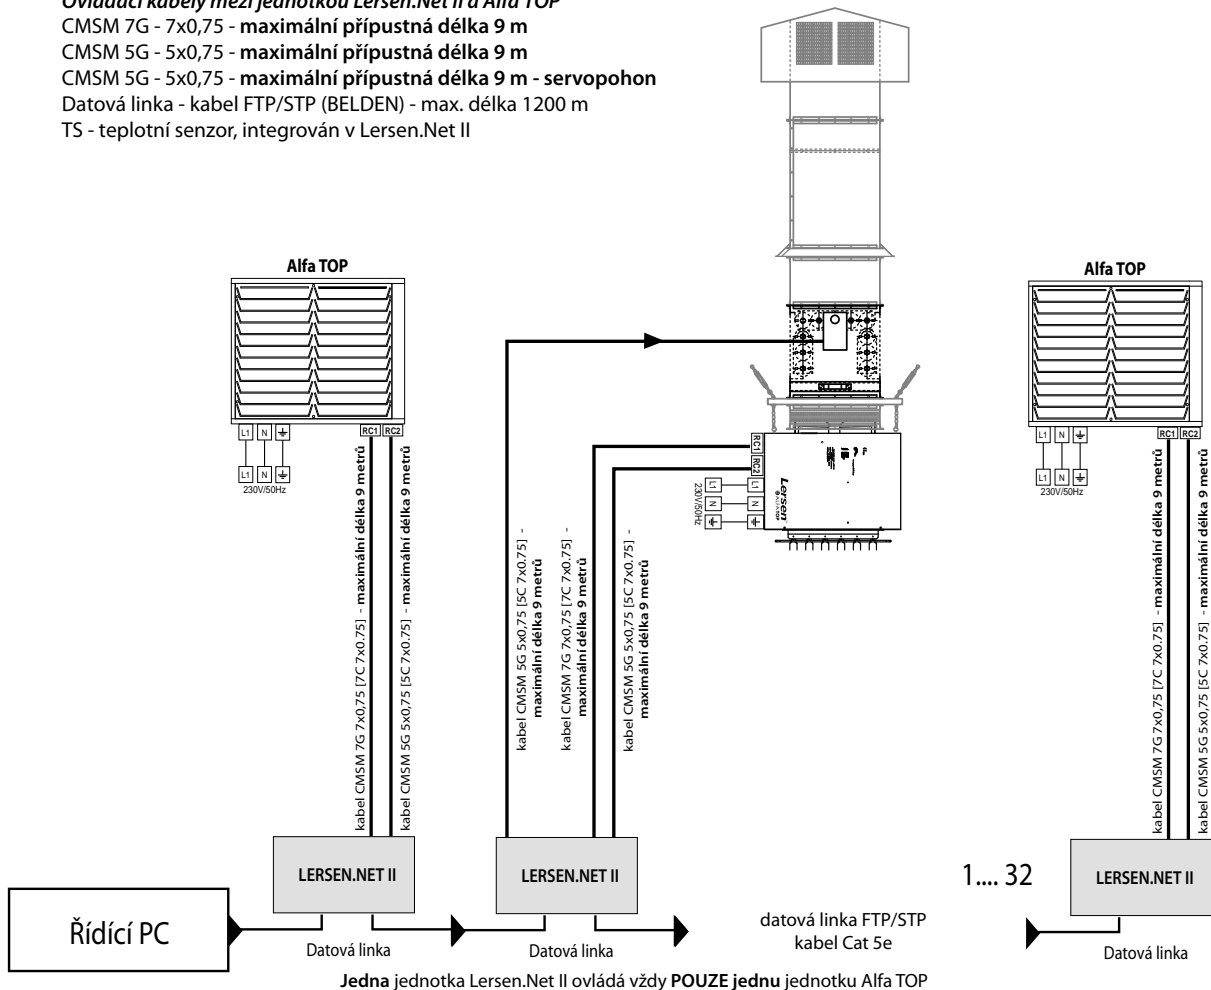 Ovládací kabely mezi jednotkou Lersen.Net II a Alfa TOP
CMSM 7G - 7x0,75 - maximální přípustná délka 9 m
CMSM 5G - 5x0,75 - maximální přípustná délka 9 m
CMSM 5G - 5x0,75 - maximální přípustná délka 9 m - servopohon
Datová linka - kabel FTP/STP (BELDEN) - max. délka 1200 m
TS - teplotní senzor, integrován v Lersen.Net II
Alfa TOP
L1 N
RC1 RC2
L1 N
230V/50Hz
kabel CMSM 7G 7x0,75 [7C 7x0.75] - maximální délka 9 metrů
kabel CMSM 5G 5x0,75 [5C 7x0.75] - maximální délka 9 metrů
kabel CMSM 5G 5x0,75 [5C 7x0.75] -
maximální délka 9 metrů
kabel CMSM 7G 7x0,75 [7C 7x0.75] -
maximální délka 9 metrů
kabel CMSM 5G 5x0,75 [5C 7x0.75] -
maximální délka 9 metrů
RC1
RC2
L1 L1
N N
230V/50Hz
Lersen
ALFA TOP
Alfa TOP
L1 N
RC1 RC2
L1 N
230V/50Hz
kabel CMSM 7G 7x0,75 [7C 7x0.75] - maximální délka 9 metrů
kabel CMSM 5G 5x0,75 [5C 7x0.75] - maximální délka 9 metrů
LERSEN.NET II
LERSEN.NET II
1.... 32
LERSEN.NET II
Řídící PC
Datová linka
Datová linka
datová linka FTP/STP
kabel Cat 5e
Datová linka
Jedna jednotka Lersen.Net II ovládá vždy POUZE jednu jednotku Alfa TOP